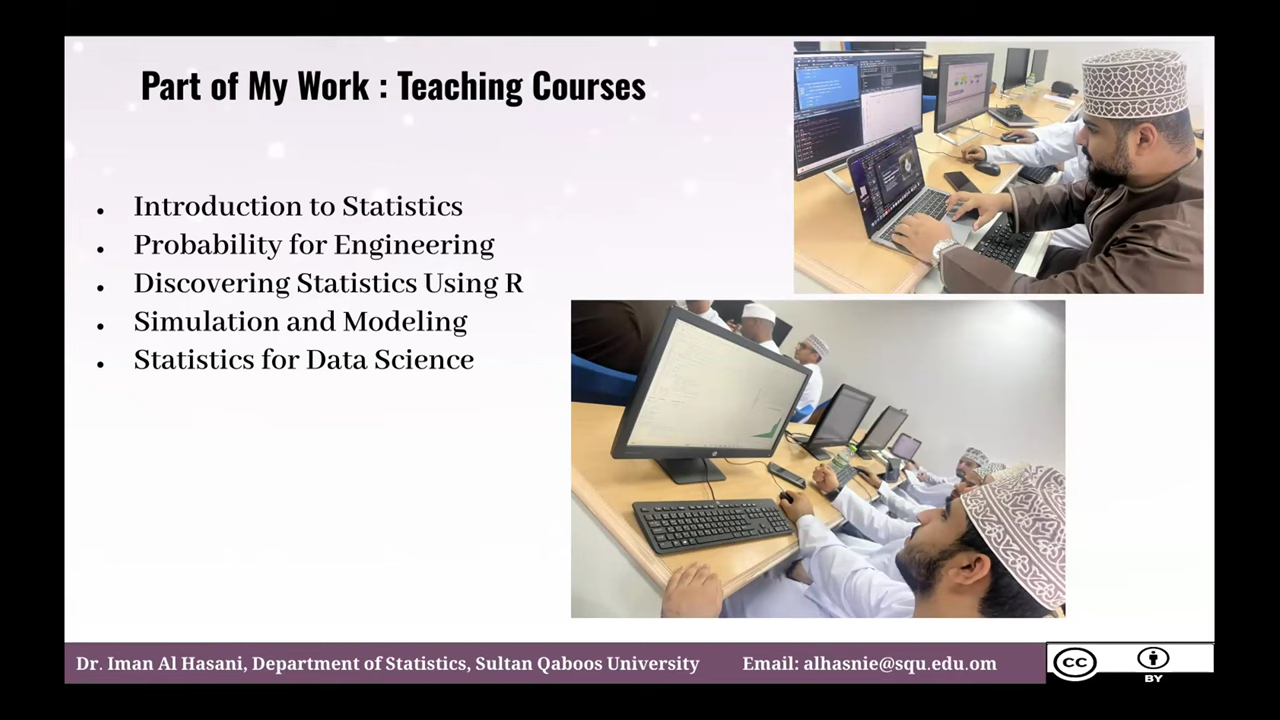 Part of My Work : Teaching Courses
Introduction to Statistics
Probability for Engineering
Discovering Statistics Using R
Simulation and Modeling
Statistics for Data Science
Dr. Iman Al Hasani, Department of Statistics, Sultan Qaboos University
Email: alhasnie@squ.edu.om
CC
BY